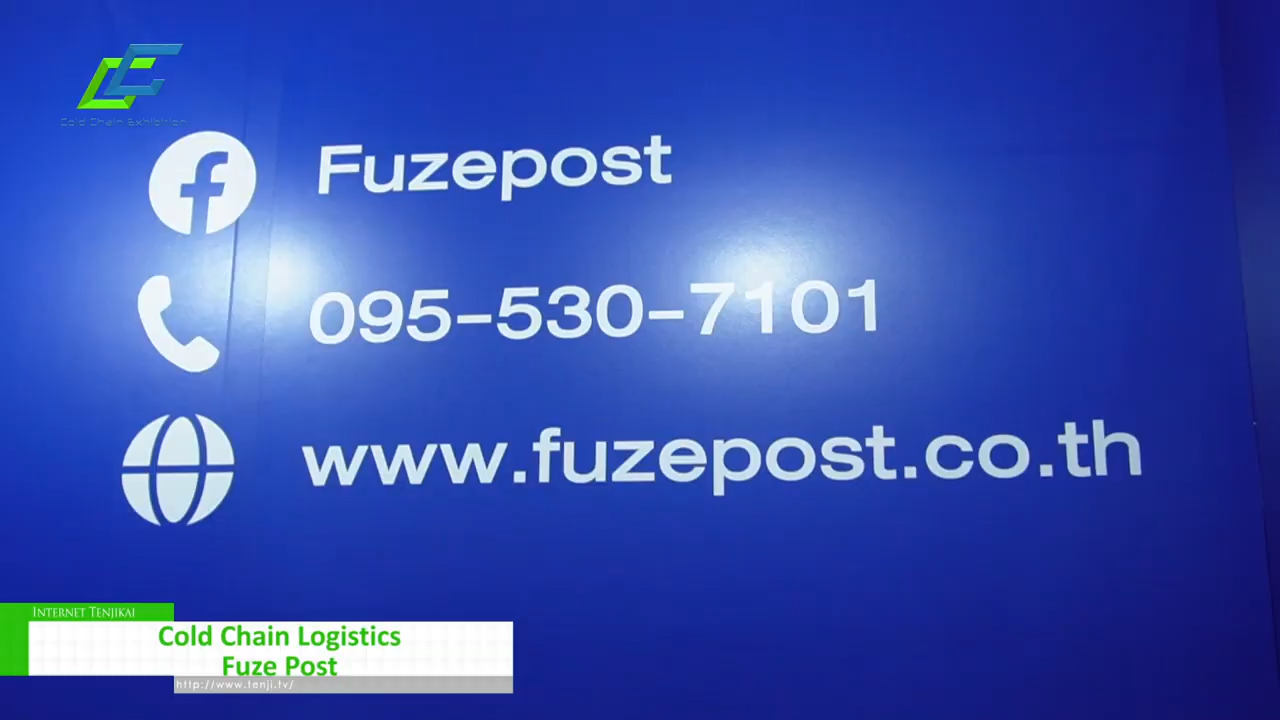 Cold Chain Exhibition
Fuzepost
095-530-7101
www.fuzepost.co.th
INTERNET TENJIKAI
Cold Chain Logistics
Fuze Post
http://www.tenji.tv/